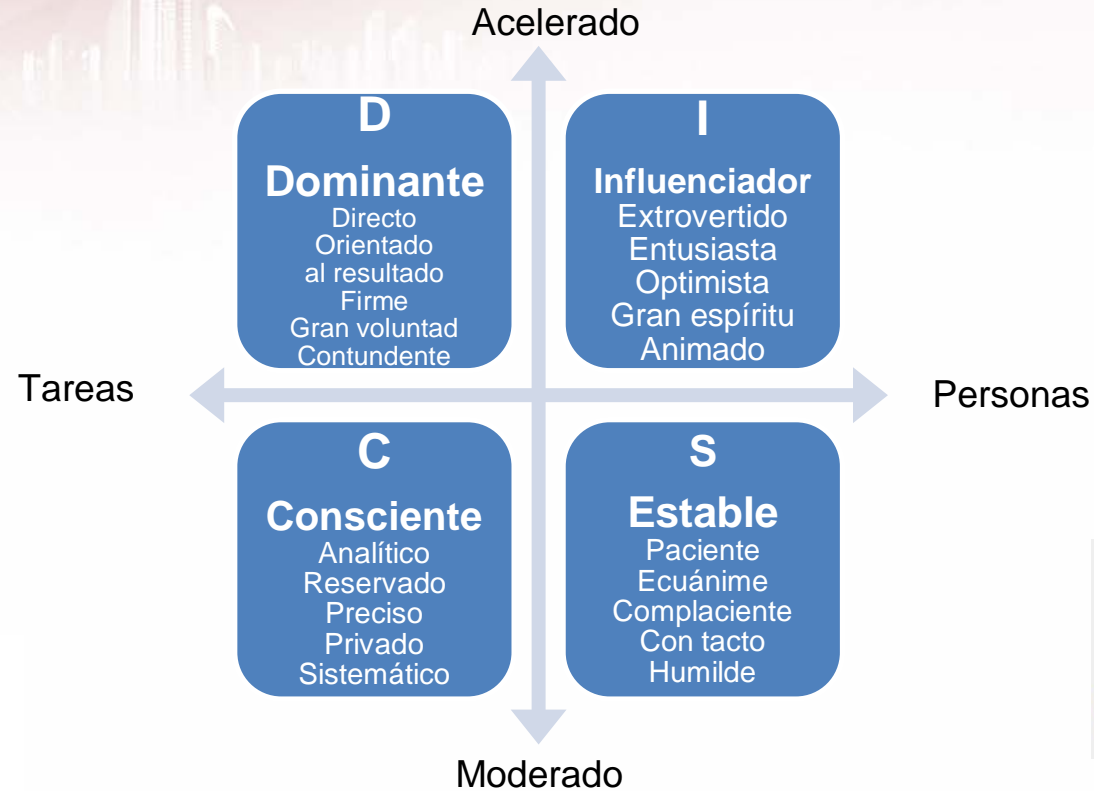 Acelerado
D
Dominante
Directo
Orientado
al resultado
Firme
Gran voluntad
Contundente
I
Influenciador
Extrovertido
Entusiasta
Optimista
Gran espíritu
Animado
Tareas
Personas
C
Consciente
Analítico
Reservado
Preciso
Privado
Sistemático
S
Estable
Paciente
Ecuánime
Complaciente
Con tacto
Humilde
Moderado